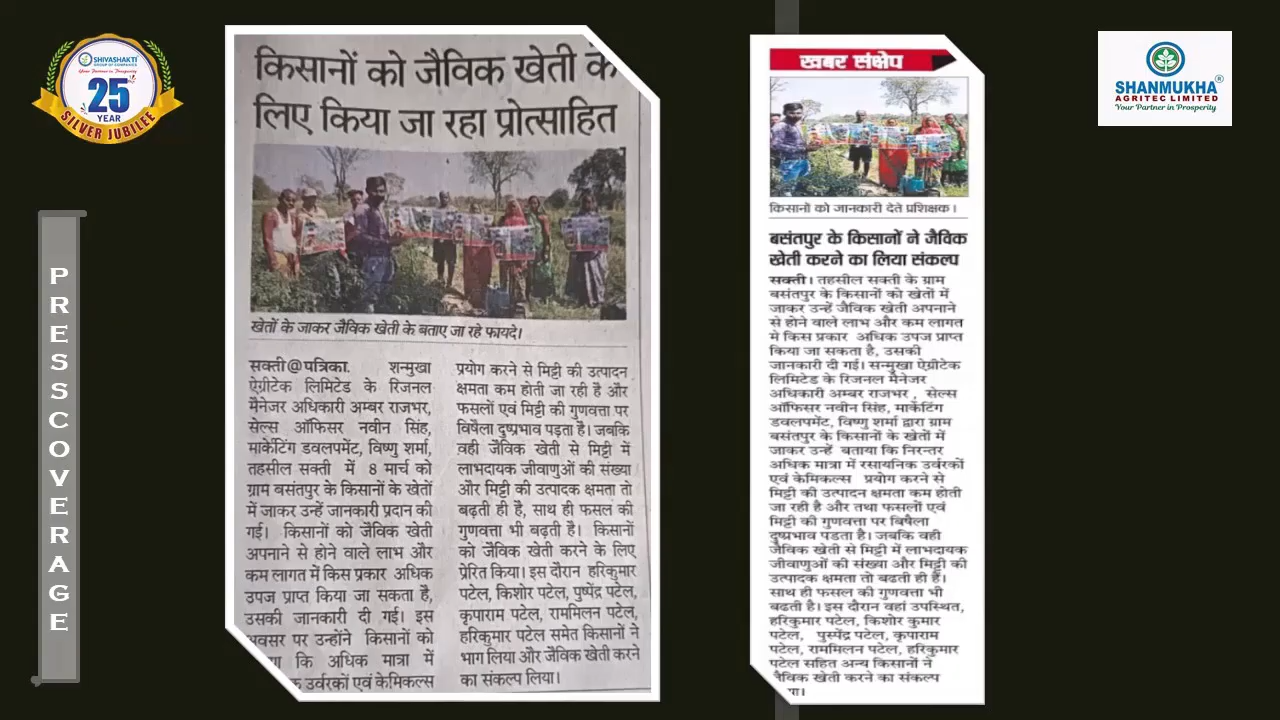 SHIVASHAKTI
GROUP OF COMPANIES
Your Partner in Prosperity
25
YEAR
SILVER JUBILEE
PRESS COVERAGE
किसानों को जैविक खेती के
लिए किया जा रहा प्रोत्साहित
खेतों के जाकर जैविक खेती के बताए जा रहे फायदे।
सक्ती@पत्रिका. शन्मुखा
ऐग्रीटेक लिमिटेड के रिजनल
मैनेजर अधिकारी अम्बर राजभर,
सेल्स ऑफिसर नवीन सिंह,
मार्केटिंग डवलपमेंट, विष्णु शर्मा,
तहसील सक्ती में 8 मार्च को
ग्राम बसंतपुर के किसानों के खेतों
में जाकर उन्हें जानकारी प्रदान की
गई। किसानों को जैविक खेती
अपनाने से होने वाले लाभ और
कम लागत में किस प्रकार अधिक
उपज प्राप्त किया जा सकता है,
उसकी जानकारी दी गई। इस
अवसर पर उन्होंने किसानों को
कि अधिक मात्रा में
उर्वरकों एवं केमिकल्स
प्रयोग करने से मिट्टी की उत्पादन
क्षमता कम होती जा रही है और
फसलों एवं मिट्टी की गुणवत्ता पर
विषैला दुष्प्रभाव पड़ता है। जबकि
वही जैविक खेती से मिट्टी में
लाभदायक जीवाणुओं की संख्या
और मिट्टी की उत्पादक क्षमता तो
बढ़ती ही है, साथ ही फसल की
गुणवत्ता भी बढ़ती है। किसानों
को जैविक खेती करने के लिए
प्रेरित किया। इस दौरान हरिकुमार
पटेल, किशोर पटेल, पुष्पेंद्र पटेल,
कृपाराम पटेल, राममिलन पटेल,
हरिकुमार पटेल समेत किसानों ने
भाग लिया और जैविक खेती करने
का संकल्प लिया।
खबर संक्षेप
किसानों को जानकारी देते प्रशिक्षक।
बसंतपुर के किसानों ने जैविक
खेती करने का लिया संकल्प
सक्ती। तहसील सक्ती के ग्राम
बसंतपुर के किसानों को खेतों में
जाकर उन्हें जैविक खेती अपनाने
से होने वाले लाभ और कम लागत
मे किस प्रकार अधिक उपज प्राप्त
किया जा सकता है, उसकी
जानकारी दी गई। सन्मुखा ऐग्रीटेक
लिमिटेड के रिजनल मैनेजर
अधिकारी अम्बर राजभर , सेल्स
ऑफिसर नवीन सिंह, मार्केटिंग
डवलपमेंट, विष्णु शर्मा द्वारा ग्राम
बसंतपुर के किसानों के खेतों में
जाकर उन्हें बताया कि निरन्तर
अधिक मात्रा में रसायनिक उर्वरकों
एवं केमिकल्स प्रयोग करने से
मिट्टी की उत्पादन क्षमता कम होती
जा रही है और तथा फसलों एवं
मिट्टी की गुणवत्ता पर बिषैला
दुष्प्रभाव पडता है। जबकि वही
जैविक खेती से मिट्टी में लाभदायक
जीवाणुओं की संख्या और मिट्टी की
उत्पादक क्षमता तो बढती ही हैं।
साथ ही फसल की गुणवत्ता भी
बढती है। इस दौरान वहां उपस्थित,
हरिकुमार पटेल, किशोर कुमार
पटेल, पुस्पेंद्र पटेल, कृपाराम
पटेल, राममिलन पटेल, हरिकुमार
पटेल सहित अन्य किसानों ने
जैविक खेती करने का संकल्प
SHANMUKHA®
AGRITEC LIMITED
Your Partner in Prosperity